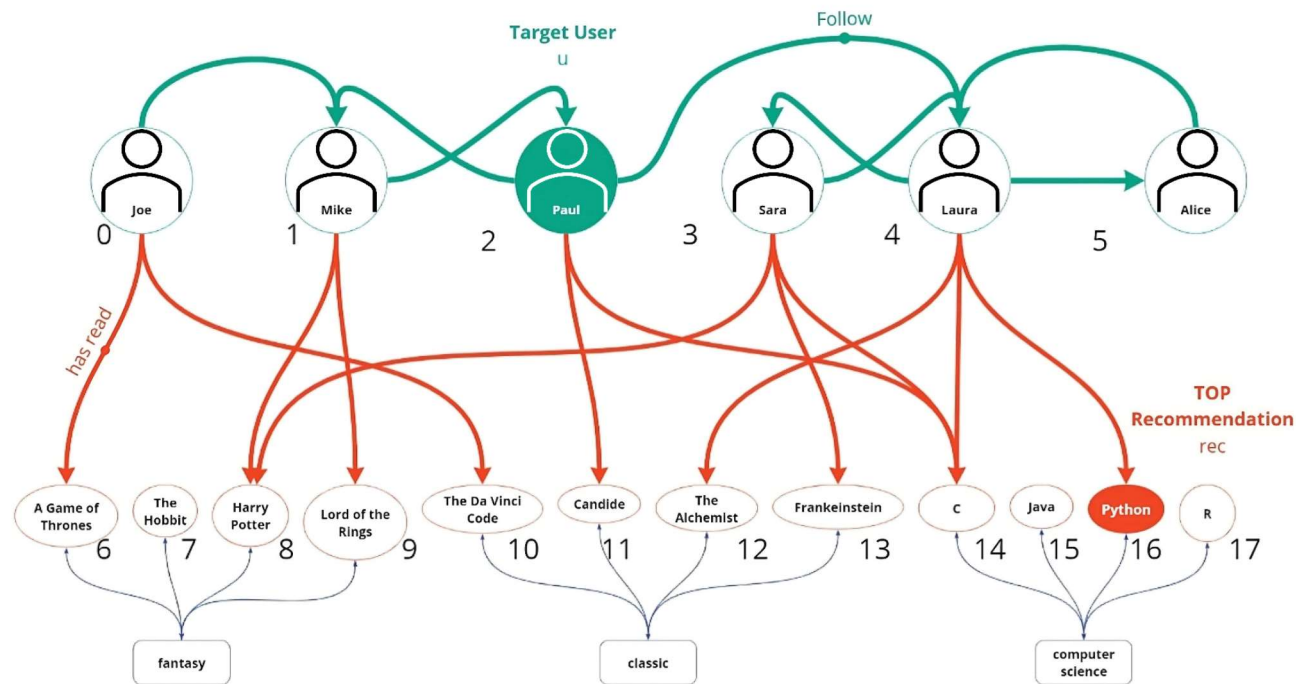 Target User
u
Follow
Joe
Mike
Paul
Sara
Laura
Alice
0
1
2
3
4
5
has read
TOP
Recommendation
rec
A Game of
Thrones
The
Hobbit
Harry
Potter
Lord of the
Rings
The Da Vinci
Code
Candide
The
Alchemist
Frankeinstein
C
Java
Python
R
6
7
8
9
10
11
12
13
14
15
16
17
fantasy
classic
computer
science